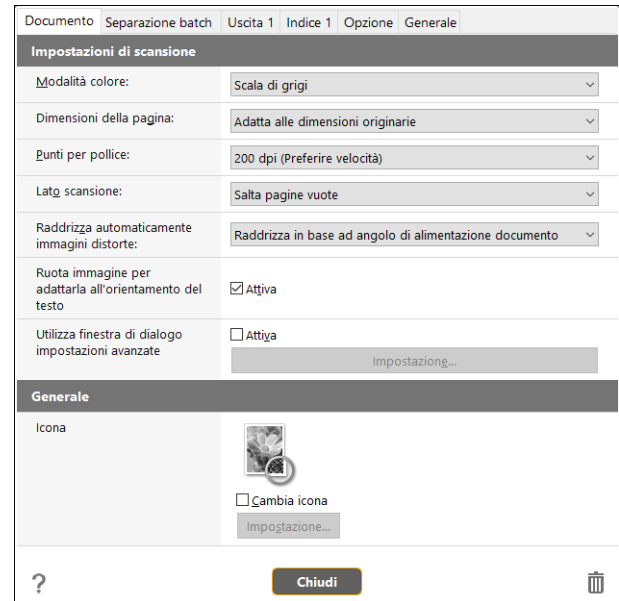 Documento Separazione batch Uscita 1 Indice 1 Opzione Generale
Impostazioni di scansione
Modalità colore: Scala di grigi
Dimensioni della pagina: Adatta alle dimensioni originarie
Punti per pollice: 200 dpi (Preferire velocità)
Lato scansione: Salta pagine vuote
Raddrizza automaticamente
immagini distorte: Raddrizza in base ad angolo di alimentazione documento
Ruota immagine per
adattarla all'orientamento del
testo
Attiva
Utilizza finestra di dialogo
impostazioni avanzate
Attiva
Impostazione...
Generale
Icona
Cambia icona
Impostazione...
? Chiudi